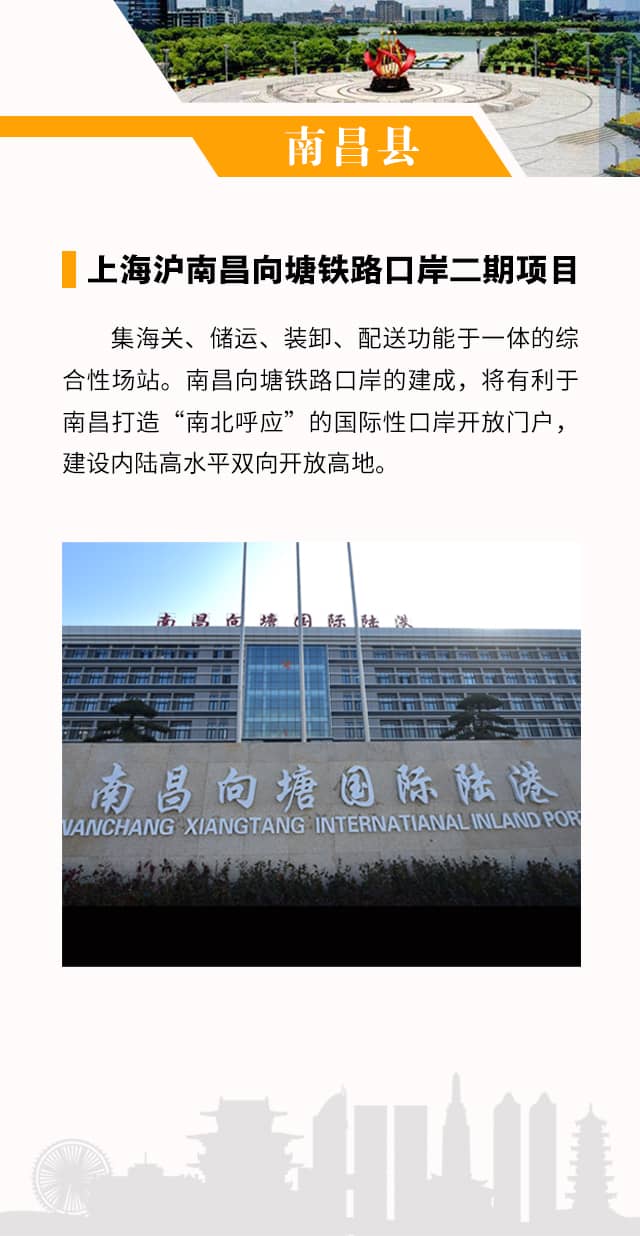 南昌县
上海沪南昌向塘铁路口岸二期项目
集海关、储运、装卸、配送功能于一体的综
合性场站。南昌向塘铁路口岸的建成，将有利于
南昌打造“南北呼应”的国际性口岸开放门户，
建设内陆高水平双向开放高地。
南昌向塘国际陆港
南昌向塘国际陆港
NANCHANG XIANGTANG INTERNATIANAL INLAND PORT